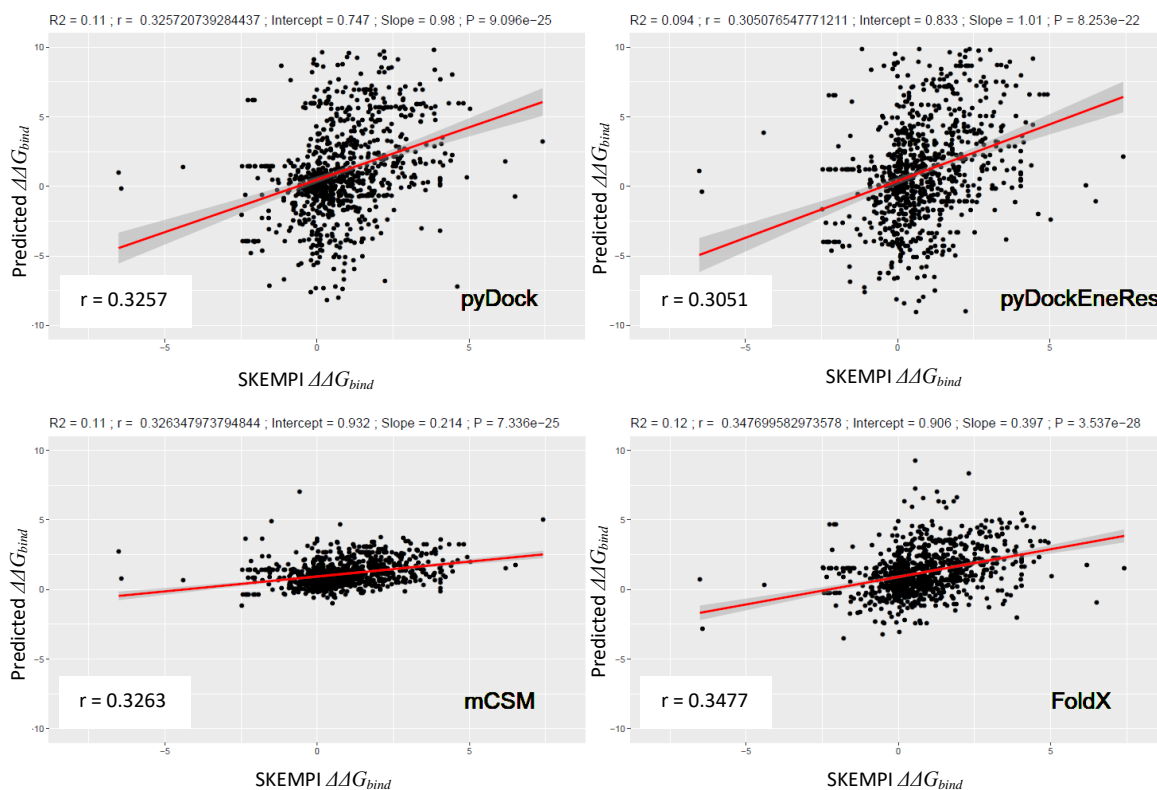 R2 = 0.11 ; r = 0.325720739284437 ; Intercept = 0.747 ; Slope = 0.98 ; P = 9.096e−25
10
5
0
−5
−10
Predicted ΔΔGbind
r = 0.3257
pyDock
−5
0
5
SKEMPI ΔΔGbind
R2 = 0.094 ; r = 0.305076547771211 ; Intercept = 0.833 ; Slope = 1.01 ; P = 8.253e−22
10
5
0
−5
−10
Predicted ΔΔGbind
r = 0.3051
pyDockEneRes
−5
0
5
SKEMPI ΔΔGbind
R2 = 0.11 ; r = 0.326347973794844 ; Intercept = 0.932 ; Slope = 0.214 ; P = 7.336e−25
10
5
0
−5
−10
Predicted ΔΔGbind
r = 0.3263
mCSM
−5
0
5
SKEMPI ΔΔGbind
R2 = 0.12 ; r = 0.347699582973578 ; Intercept = 0.906 ; Slope = 0.397 ; P = 3.537e−28
10
5
0
−5
−10
Predicted ΔΔGbind
r = 0.3477
FoldX
−5
0
5
SKEMPI ΔΔGbind